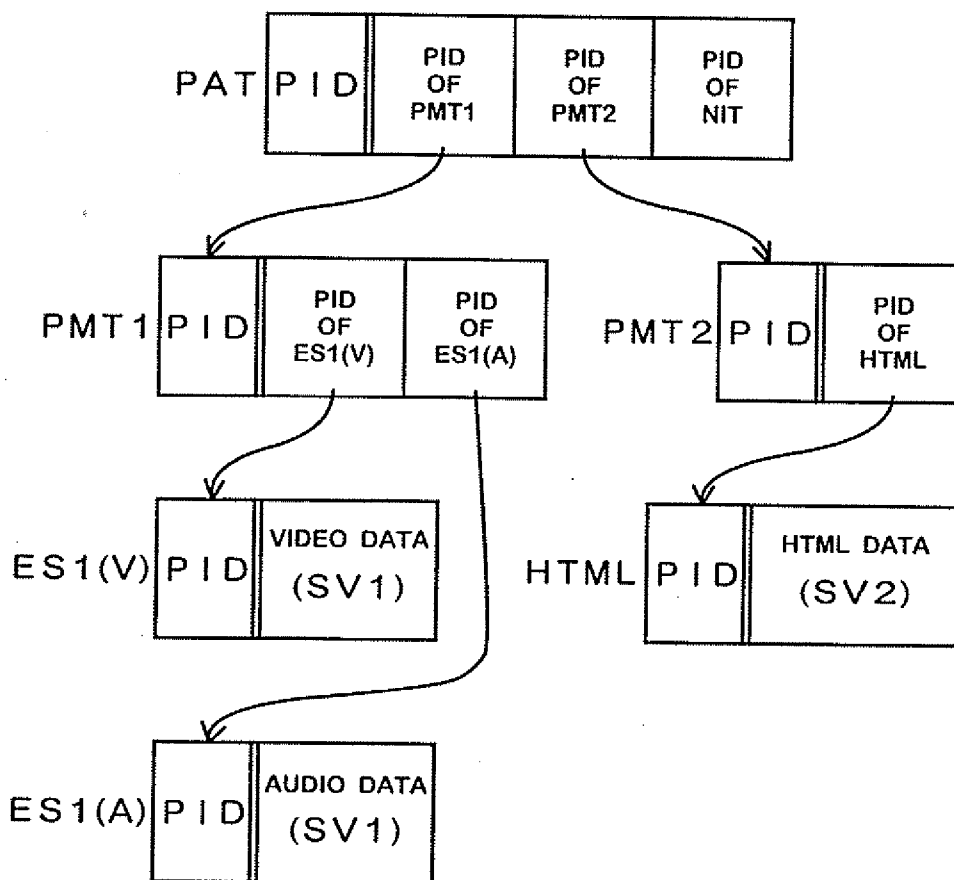 PAT
PID
PID
OF
PMT1
PID
OF
PMT2
PID
OF
NIT
PMT1
PID
PID
OF
ES1(V)
PID
OF
ES1(A)
PMT2
PID
PID
OF
HTML
ES1(V)
PID
VIDEO DATA
(SV1)
HTML
PID
HTML DATA
(SV2)
ES1(A)
PID
AUDIO DATA
(SV1)